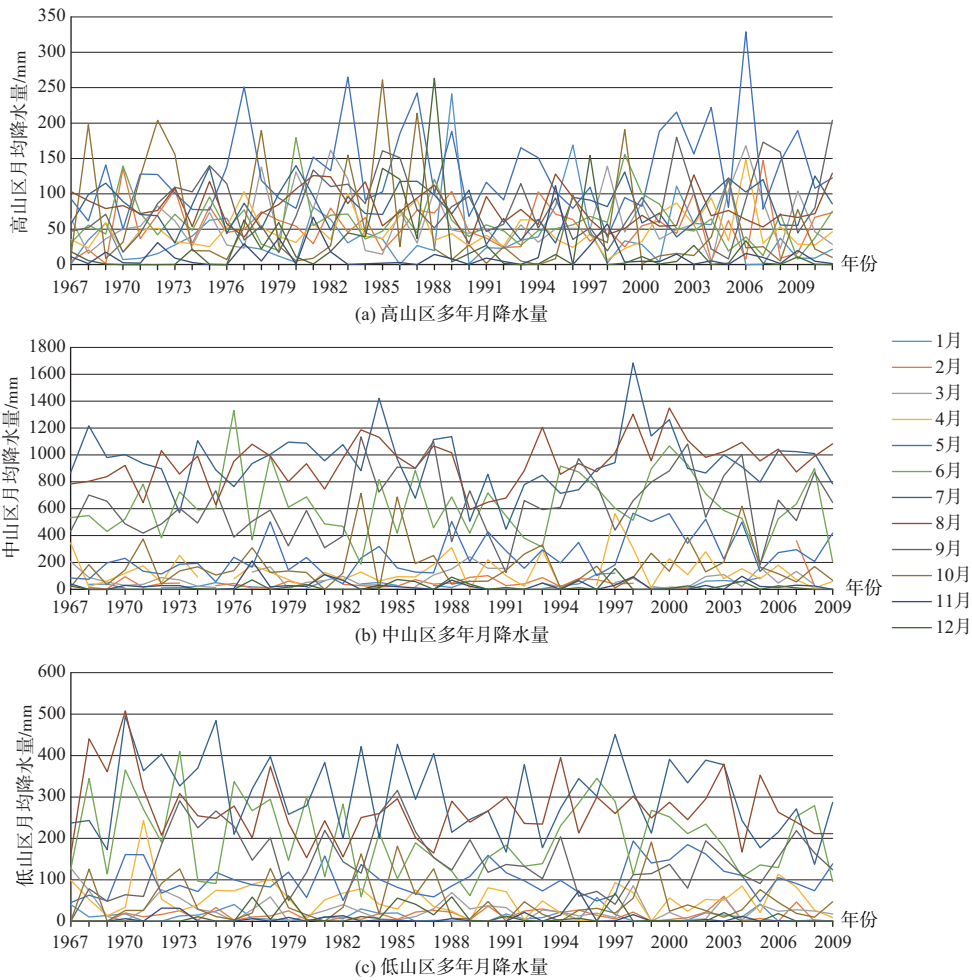 高山区月均降水量/mm
350
300
250
200
150
100
50
0
1967 1970 1973 1976 1979 1982 1985 1988 1991 1994 1997 2000 2003 2006 2009
年份
(a) 高山区多年月降水量
中山区月均降水量/mm
1800
1600
1400
1200
1000
800
600
400
200
0
1967 1970 1973 1976 1979 1982 1985 1988 1991 1994 1997 2000 2003 2006 2009
年份
(b) 中山区多年月降水量
1月
2月
3月
4月
5月
6月
7月
8月
9月
10月
11月
12月
低山区月均降水量/mm
600
500
400
300
200
100
0
1967 1970 1973 1976 1979 1982 1985 1988 1991 1994 1997 2000 2003 2006 2009
年份
(c) 低山区多年月降水量